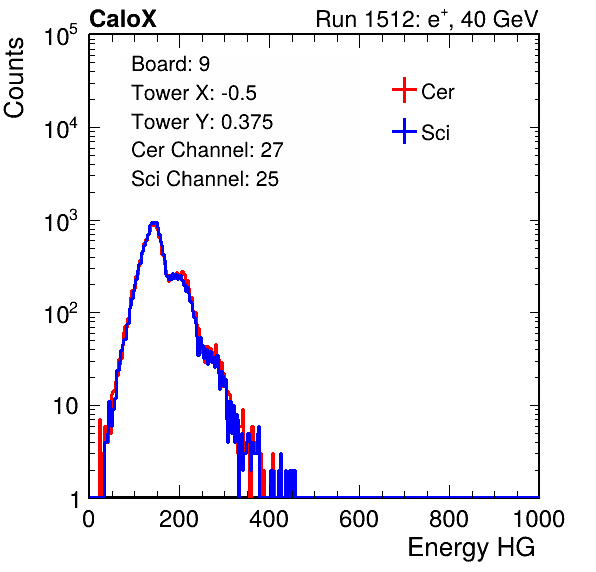 CaloX Run 1512: e+, 40 GeV
Counts
Board: 9
Tower X: -0.5
Tower Y: 0.375
Cer Channel: 27
Sci Channel: 25
Cer
Sci
10^5
10^4
10^3
10^2
10
1
0 200 400 600 800 1000
Energy HG